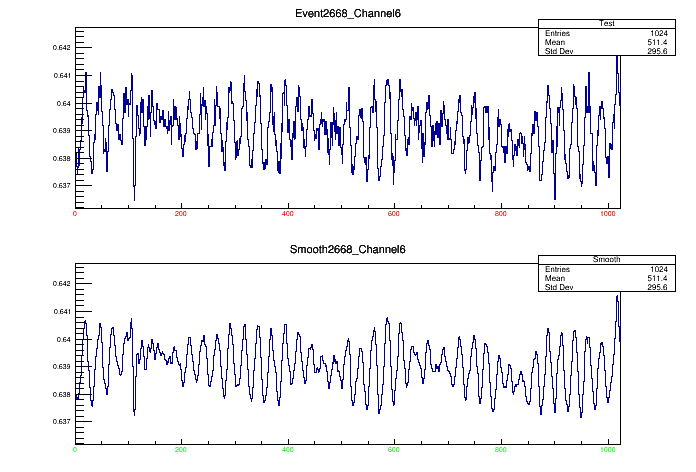 Event2668_Channel6
Test
Entries 1024
Mean 511.4
Std Dev 295.6
0.642
0.641
0.64
0.639
0.638
0.637
0 200 400 600 800 1000
Smooth2668_Channel6
Smooth
Entries 1024
Mean 511.4
Std Dev 295.6
0.642
0.641
0.64
0.639
0.638
0.637
0 200 400 600 800 1000